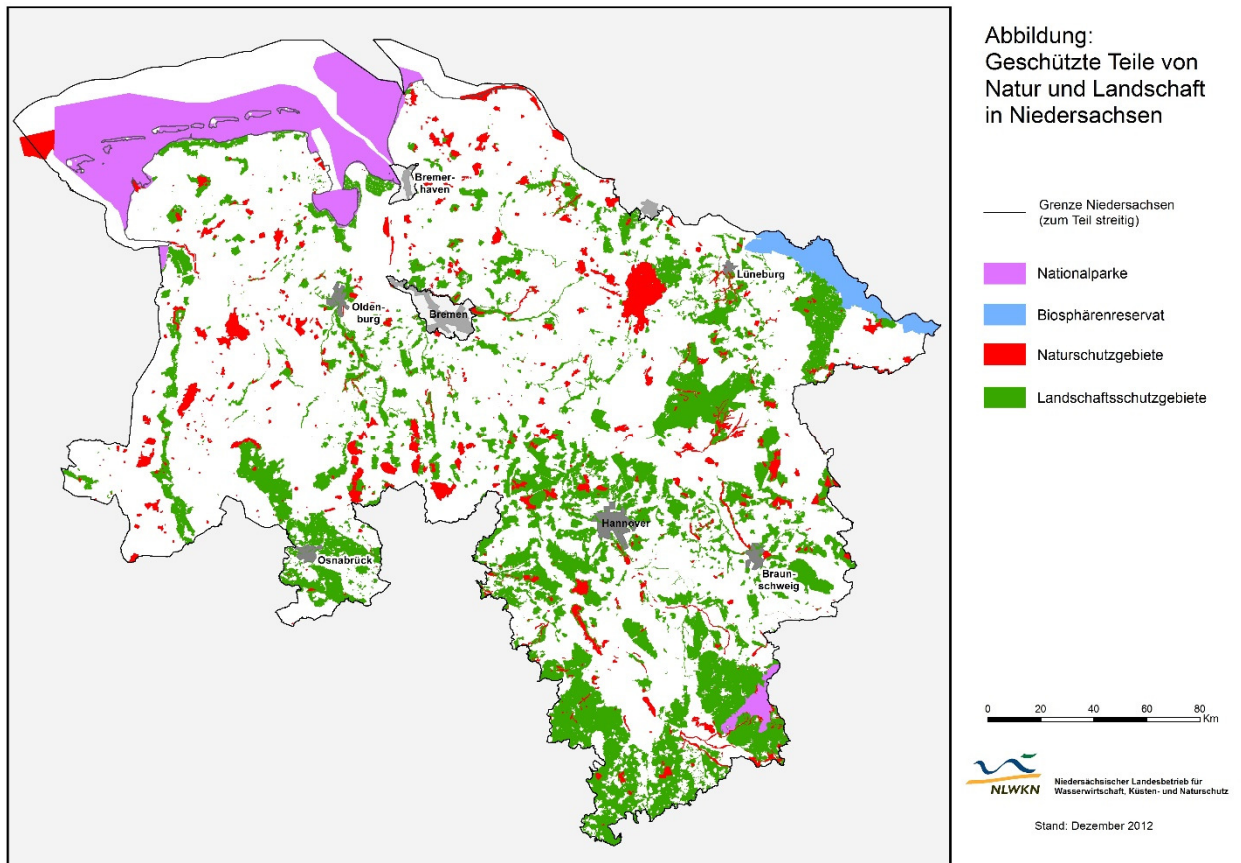 Abbildung:
Geschützte Teile von
Natur und Landschaft
in Niedersachsen
Grenze Niedersachsen
(zum Teil streitig)
Nationalparke
Biosphärenreservat
Naturschutzgebiete
Landschaftsschutzgebiete
Bremer-
haven
Lüneburg
Olden-
burg
Bremen
Hannover
Osnabrück
Braun-
schweig
0 20 40 60 80
Km
NLWKN
Niedersächsischer Landesbetrieb für
Wasserwirtschaft, Küsten- und Naturschutz
Stand: Dezember 2012